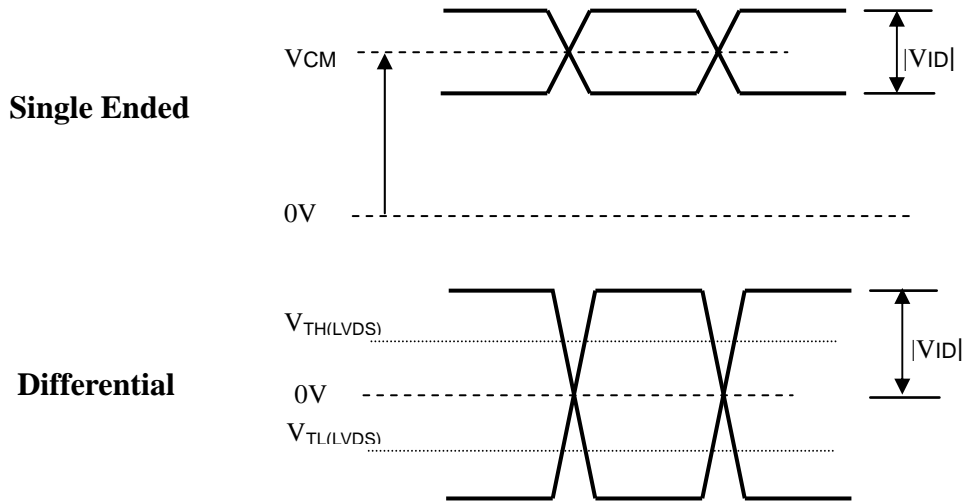 VCM
|VID|
Single Ended
0V
VTH(LVDS)
|VID|
Differential
0V
VTL(LVDS)